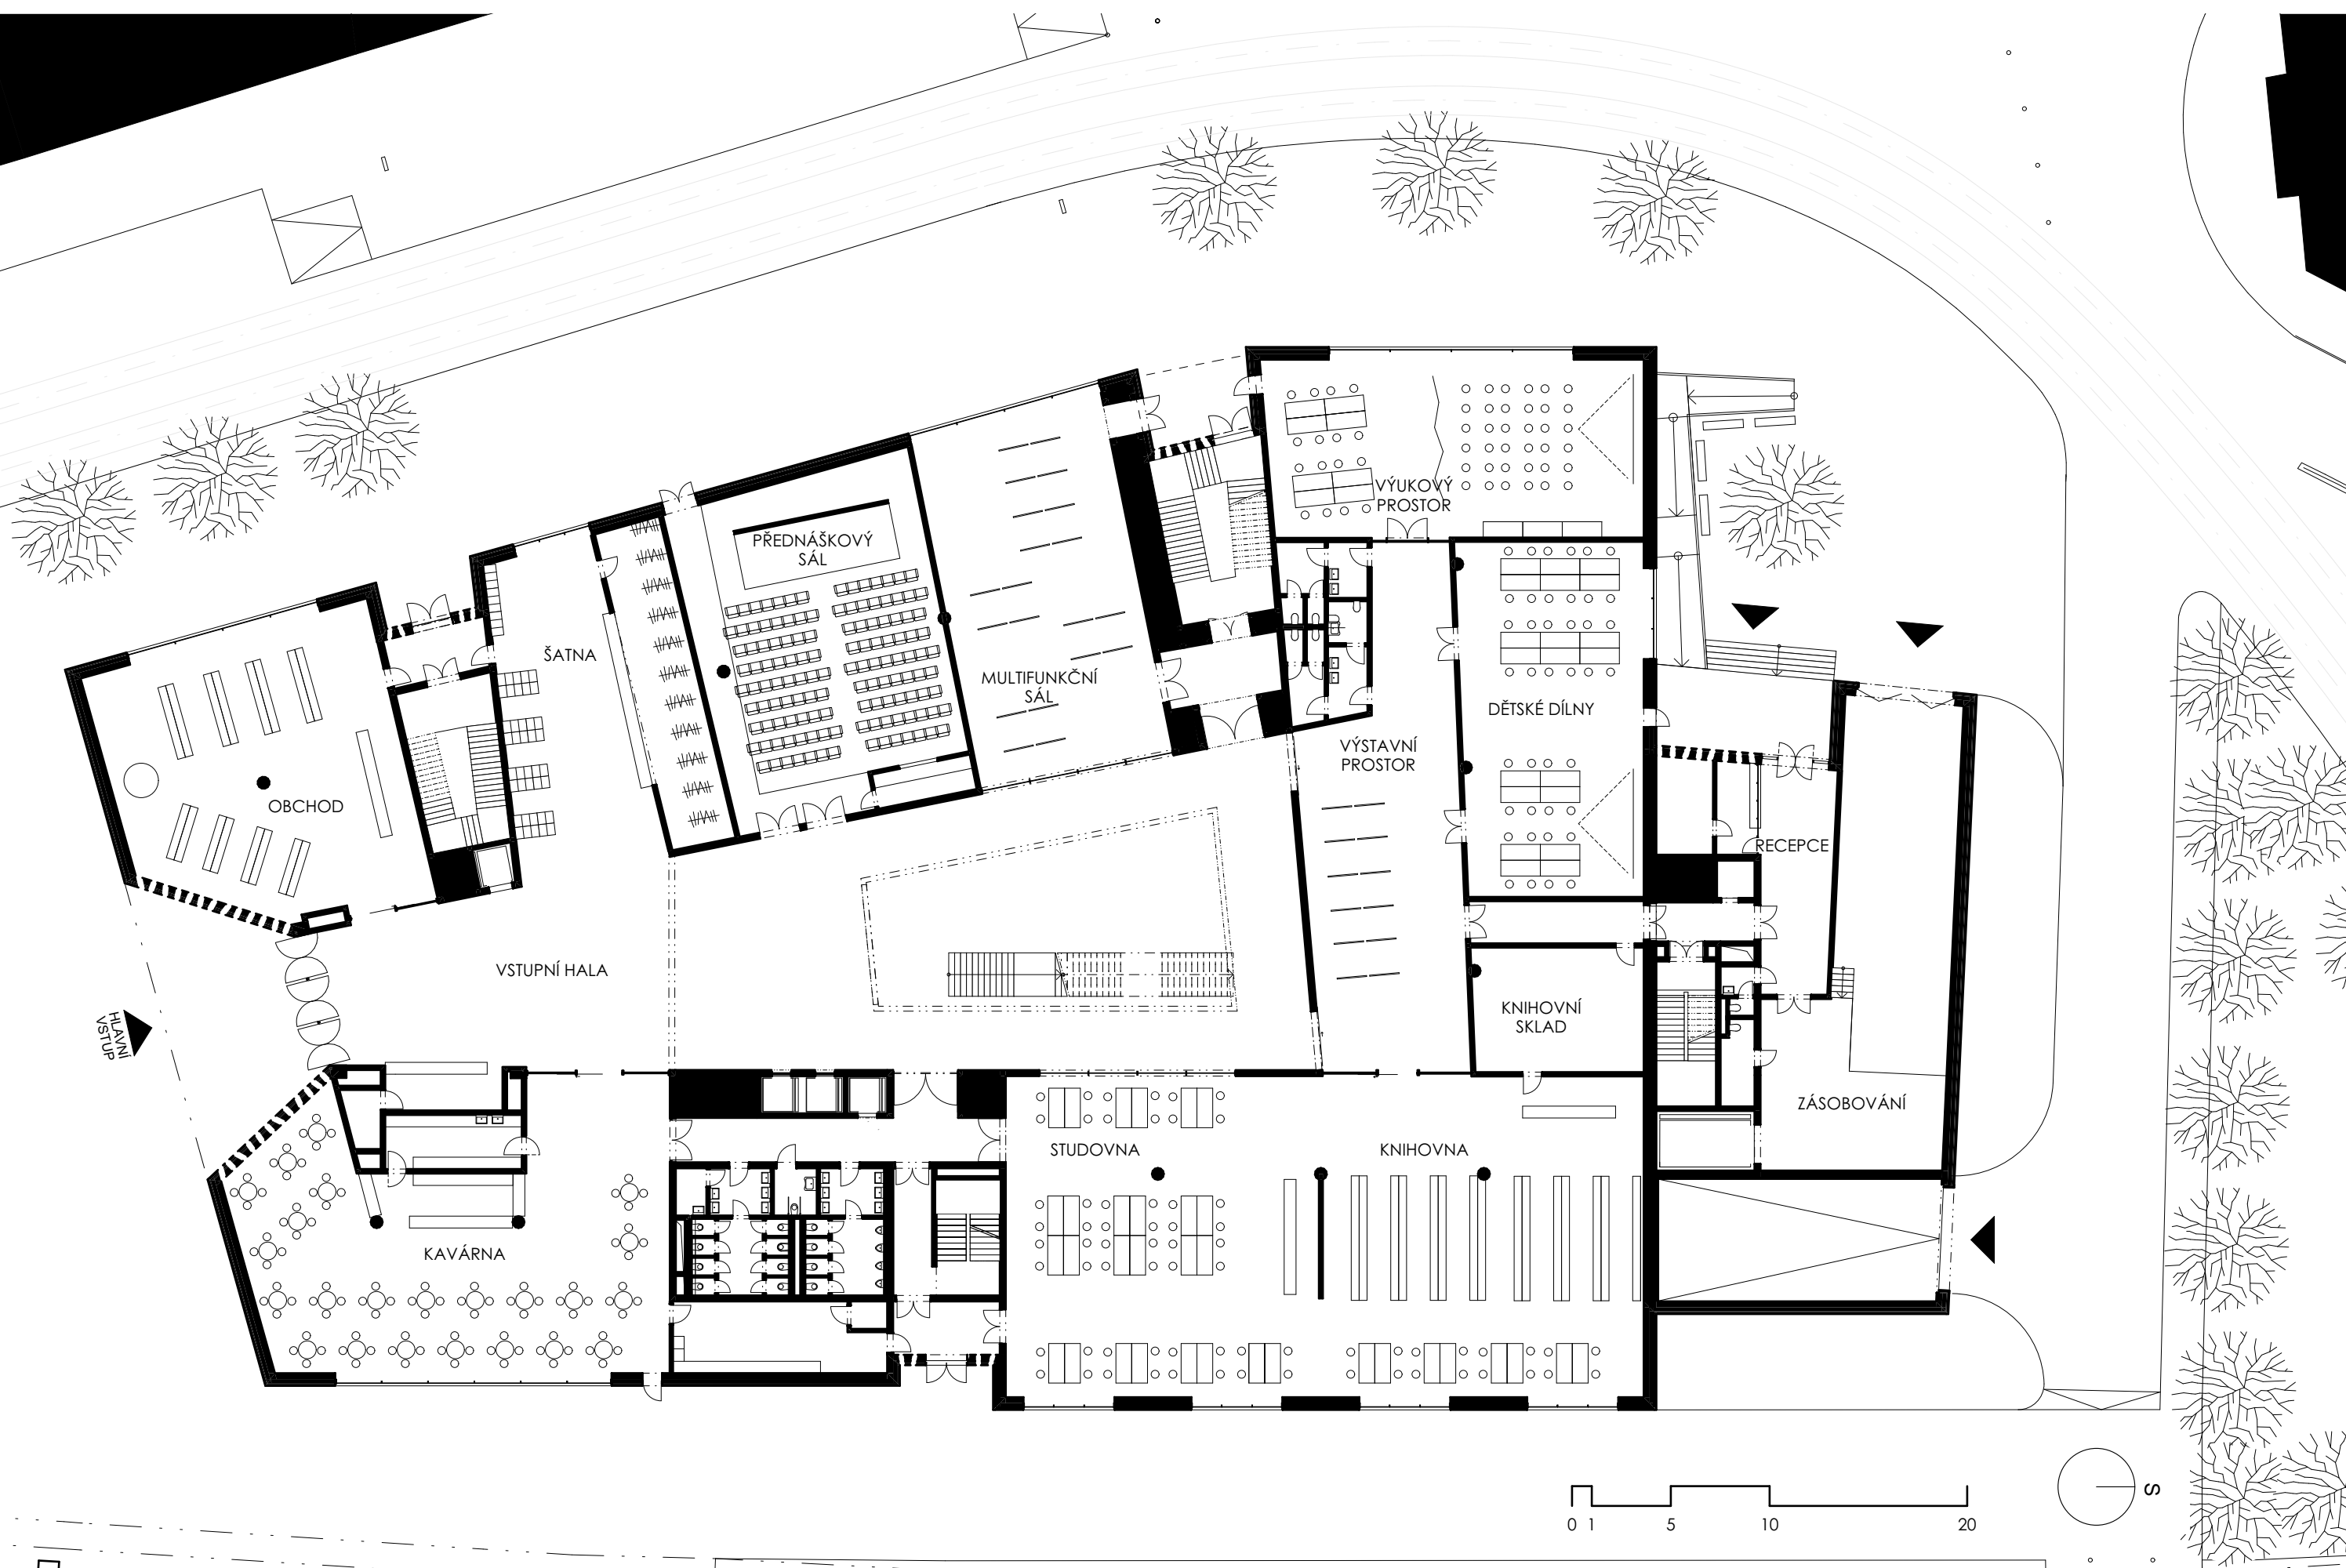 VÝUKOVÝ
PROSTOR
PŘEDNÁŠKOVÝ
SÁL
ŠATNA
MULTIFUNKČNÍ
SÁL
DĚTSKÉ DÍLNY
VÝSTAVNÍ
PROSTOR
OBCHOD
RECEPCE
VSTUPNÍ HALA
KNIHOVNÍ
SKLAD
HLAVNÍ
VSTUP
ZÁSOBOVÁNÍ
STUDOVNA
KNIHOVNA
KAVÁRNA
S
0 1 5 10 20